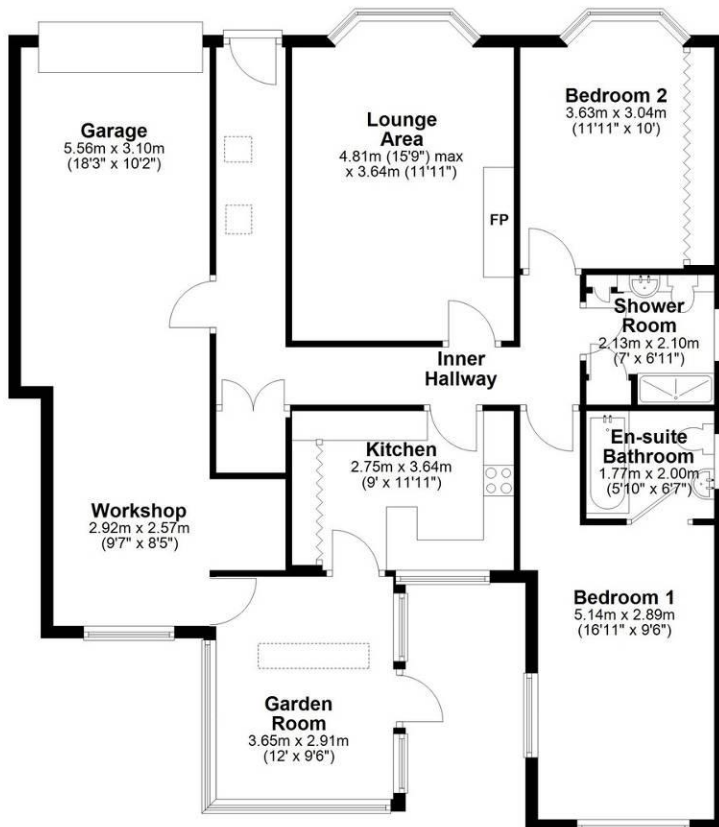 Garage
5.56m x 3.10m
(18'3" x 10'2")
Lounge
Area
4.81m (15'9") max
x 3.64m (11'11")
FP
Bedroom 2
3.63m x 3.04m
(11'11" x 10')
Shower
Room
2.13m x 2.10m
(7' x 6'11")
Inner
Hallway
Kitchen
2.75m x 3.64m
(9' x 11'11")
En-suite
Bathroom
1.77m x 2.00m
(5'10" x 6'7")
Workshop
2.92m x 2.57m
(9'7" x 8'5")
Bedroom 1
5.14m x 2.89m
(16'11" x 9'6")
Garden
Room
3.65m x 2.91m
(12' x 9'6")